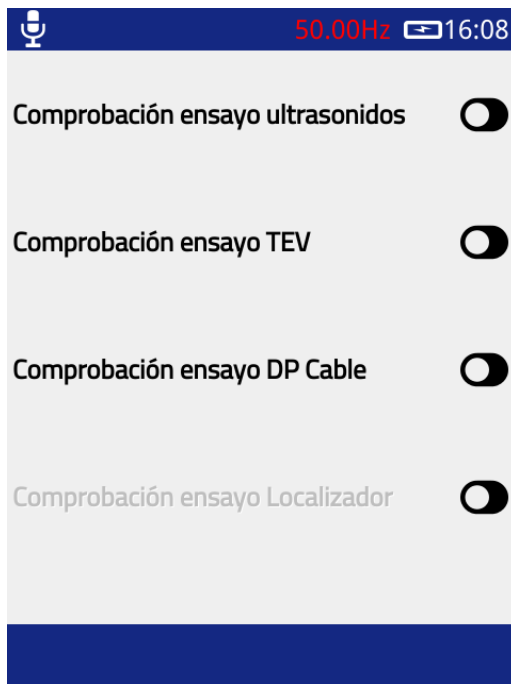 50.00Hz 16:08
Comprobación ensayo ultrasonidos
Comprobación ensayo TEV
Comprobación ensayo DP Cable
Comprobación ensayo Localizador